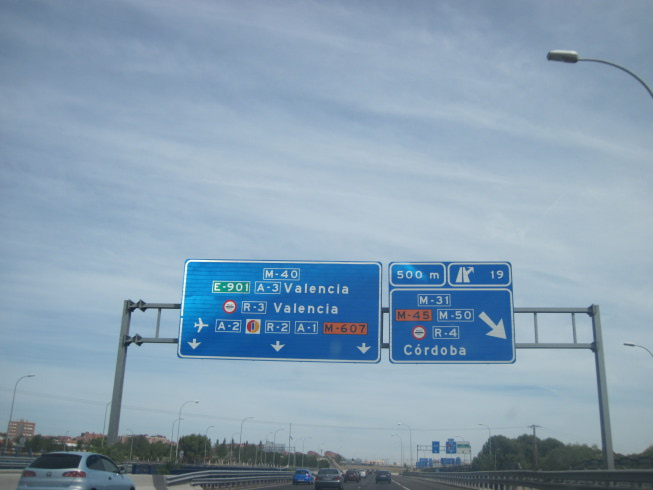 M-40
E-901 A-3 Valencia
R-3 Valencia
A-2 R-2 A-1 M-607
500 m 19
M-31
M-45 M-50
R-4
Córdoba